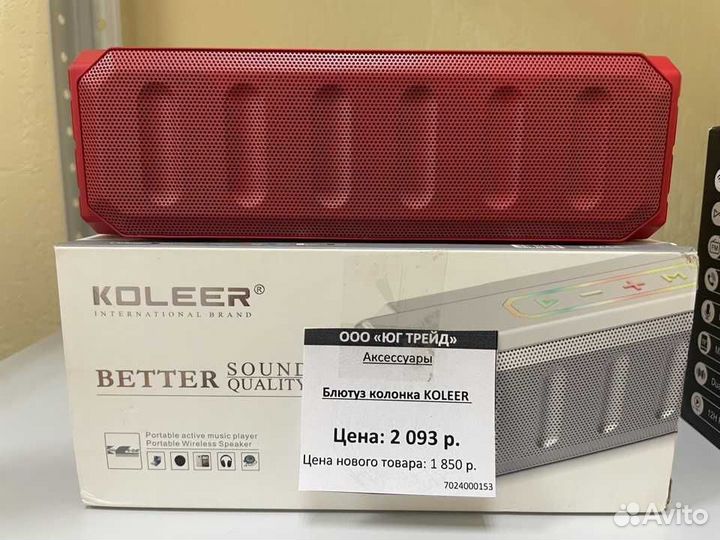 KOLEER®
INTERNATIONAL BRAND
BETTER SOUND
QUALITY
Portable active music player
Portable Wireless Speaker
ООО «ЮГ ТРЕЙД»
Аксессуары
Блютуз колонка KOLEER
Цена: 2 093 р.
Цена нового товара: 1 850 р.
7024000153
12H
Avito